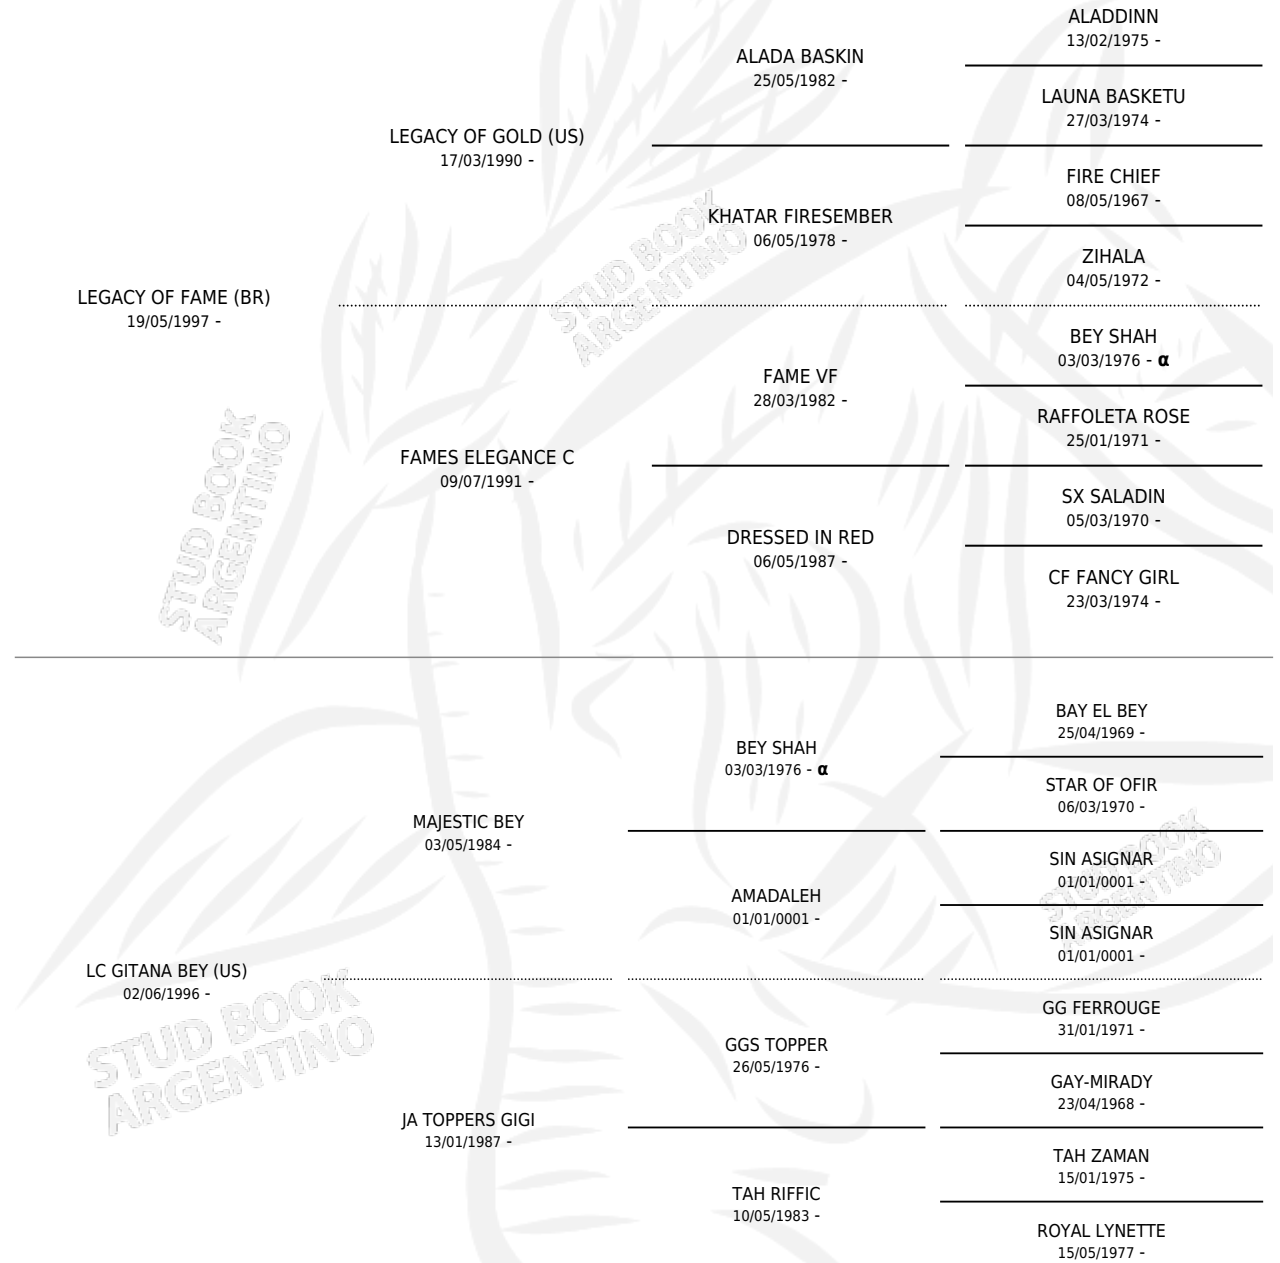 ALADDINN
13/02/1975 -
ALADA BASKIN
25/05/1982 -
LAUNA BASKETU
27/03/1974 -
LEGACY OF GOLD (US)
17/03/1990 -
FIRE CHIEF
08/05/1967 -
KHATAR FIRESEMBER
06/05/1978 -
ZIHALA
04/05/1972 -
LEGACY OF FAME (BR)
19/05/1997 -
STUD BOOK
ARGENTINO
BEY SHAH
03/03/1976 - α
FAME VF
28/03/1982 -
RAFFOLETA ROSE
25/01/1971 -
FAMES ELEGANCE C
09/07/1991 -
SX SALADIN
05/03/1970 -
DRESSED IN RED
06/05/1987 -
CF FANCY GIRL
23/03/1974 -
STUD BOOK
ARGENTINO
BAY EL BEY
25/04/1969 -
BEY SHAH
03/03/1976 - α
STAR OF OFIR
06/03/1970 -
MAJESTIC BEY
03/05/1984 -
SIN ASIGNAR
01/01/0001 -
AMADALEH
01/01/0001 -
SIN ASIGNAR
01/01/0001 -
STUD BOOK
ARGENTINO
LC GITANA BEY (US)
02/06/1996 -
GG FERROUGE
31/01/1971 -
GGS TOPPER
26/05/1976 -
GAY-MIRADY
23/04/1968 -
JA TOPPERS GIGI
13/01/1987 -
TAH ZAMAN
15/01/1975 -
TAH RIFFIC
10/05/1983 -
ROYAL LYNETTE
15/05/1977 -
STUD BOOK
ARGENTINO